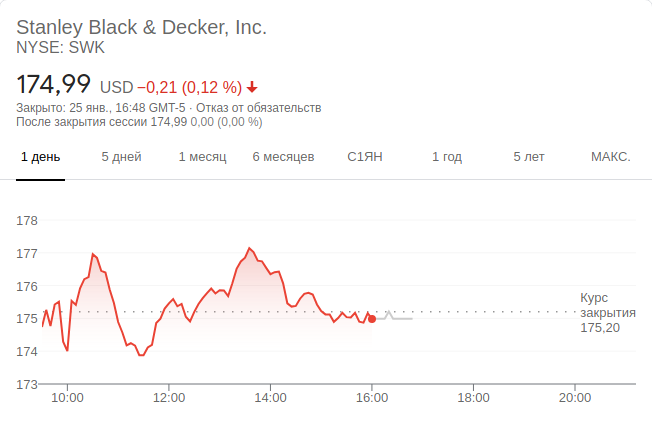 Stanley Black & Decker, Inc.
NYSE: SWK
174,99 USD −0,21 (0,12 %)
Закрыто: 25 янв., 16:48 GMT-5 · Отказ от обязательств
После закрытия сессии 174,99 0,00 (0,00 %)
1 день 5 дней 1 месяц 6 месяцев С1ЯН 1 год 5 лет МАКС.
178
177
176
Курс
175 закрытия
175,20
174
173
10:00 12:00 14:00 16:00 18:00 20:00